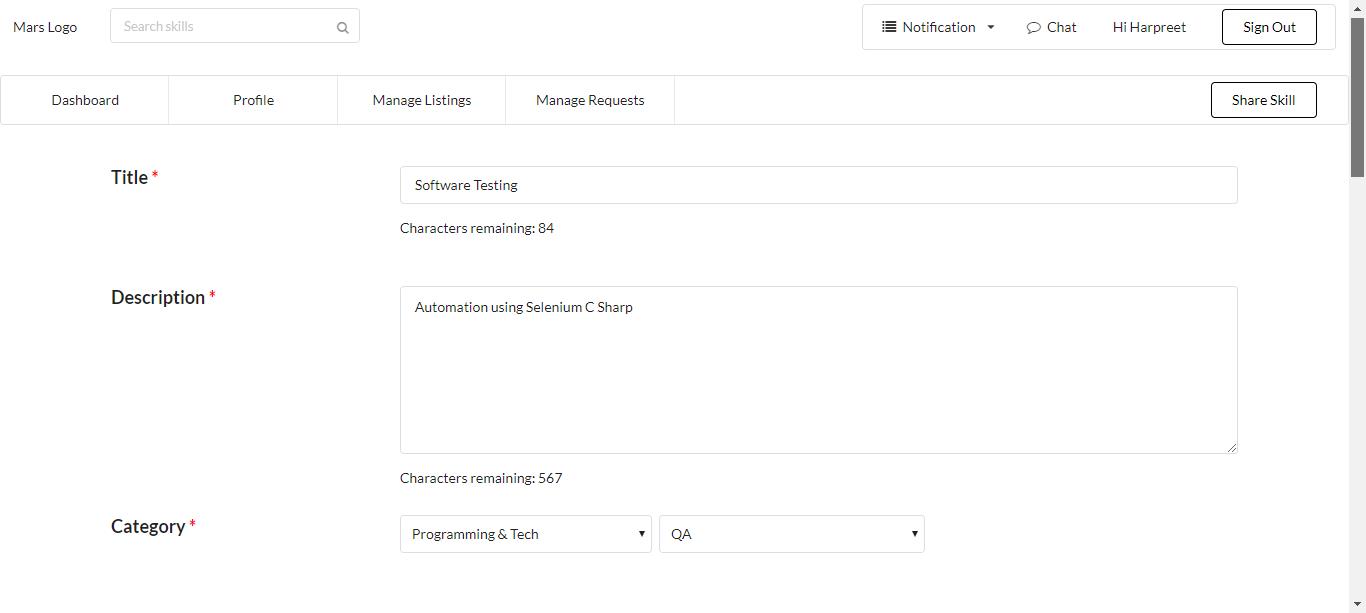 Mars Logo
Search skills
Notification
Chat
Hi Harpreet
Sign Out
Dashboard
Profile
Manage Listings
Manage Requests
Share Skill
Title *
Software Testing
Characters remaining: 84
Description *
Automation using Selenium C Sharp
Characters remaining: 567
Category *
Programming & Tech
QA